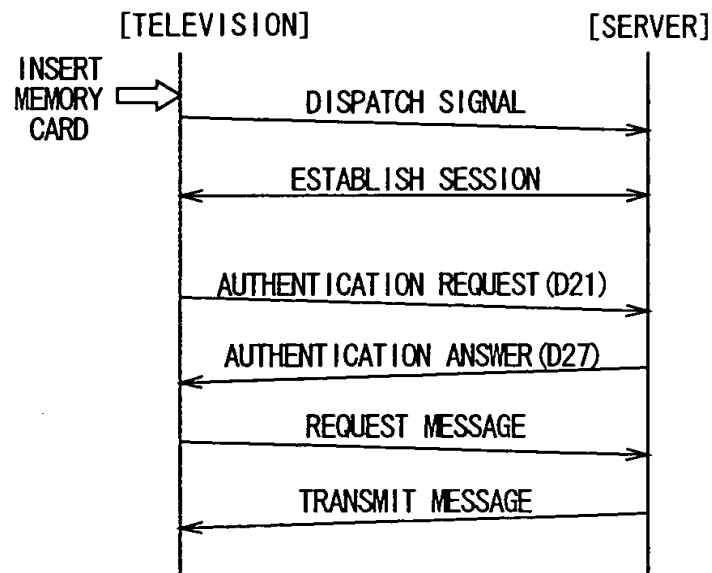 [TELEVISION]
[SERVER]
INSERT
MEMORY
CARD
DISPATCH SIGNAL
ESTABLISH SESSION
AUTHENTICATION REQUEST(D21)
AUTHENTICATION ANSWER(D27)
REQUEST MESSAGE
TRANSMIT MESSAGE